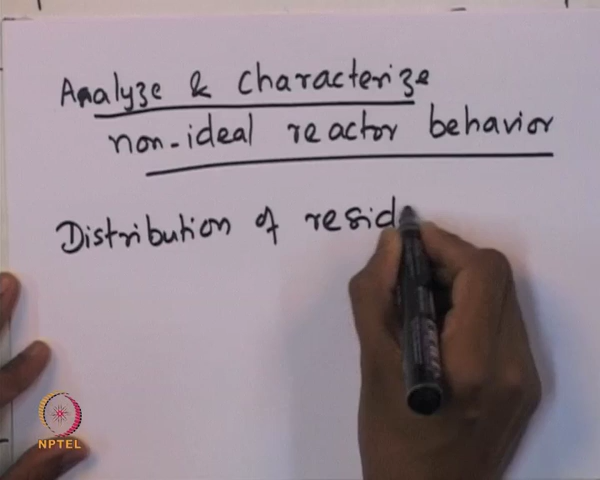 Analyze & Characterize
non-ideal reactor behavior
Distribution of resid
NPTEL